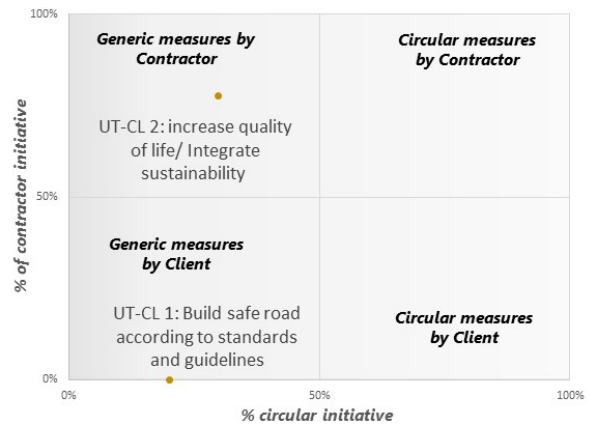 100%
Generic measures by
Contractor
Circular measures
by Contractor
UT-CL 2: increase quality
of life/ Integrate
sustainability
% of contractor initiative
50%
Generic measures
by Client
UT-CL 1: Build safe road
according to standards
and guidelines
Circular measures
by Client
0%
0%
50%
100%
% circular initiative